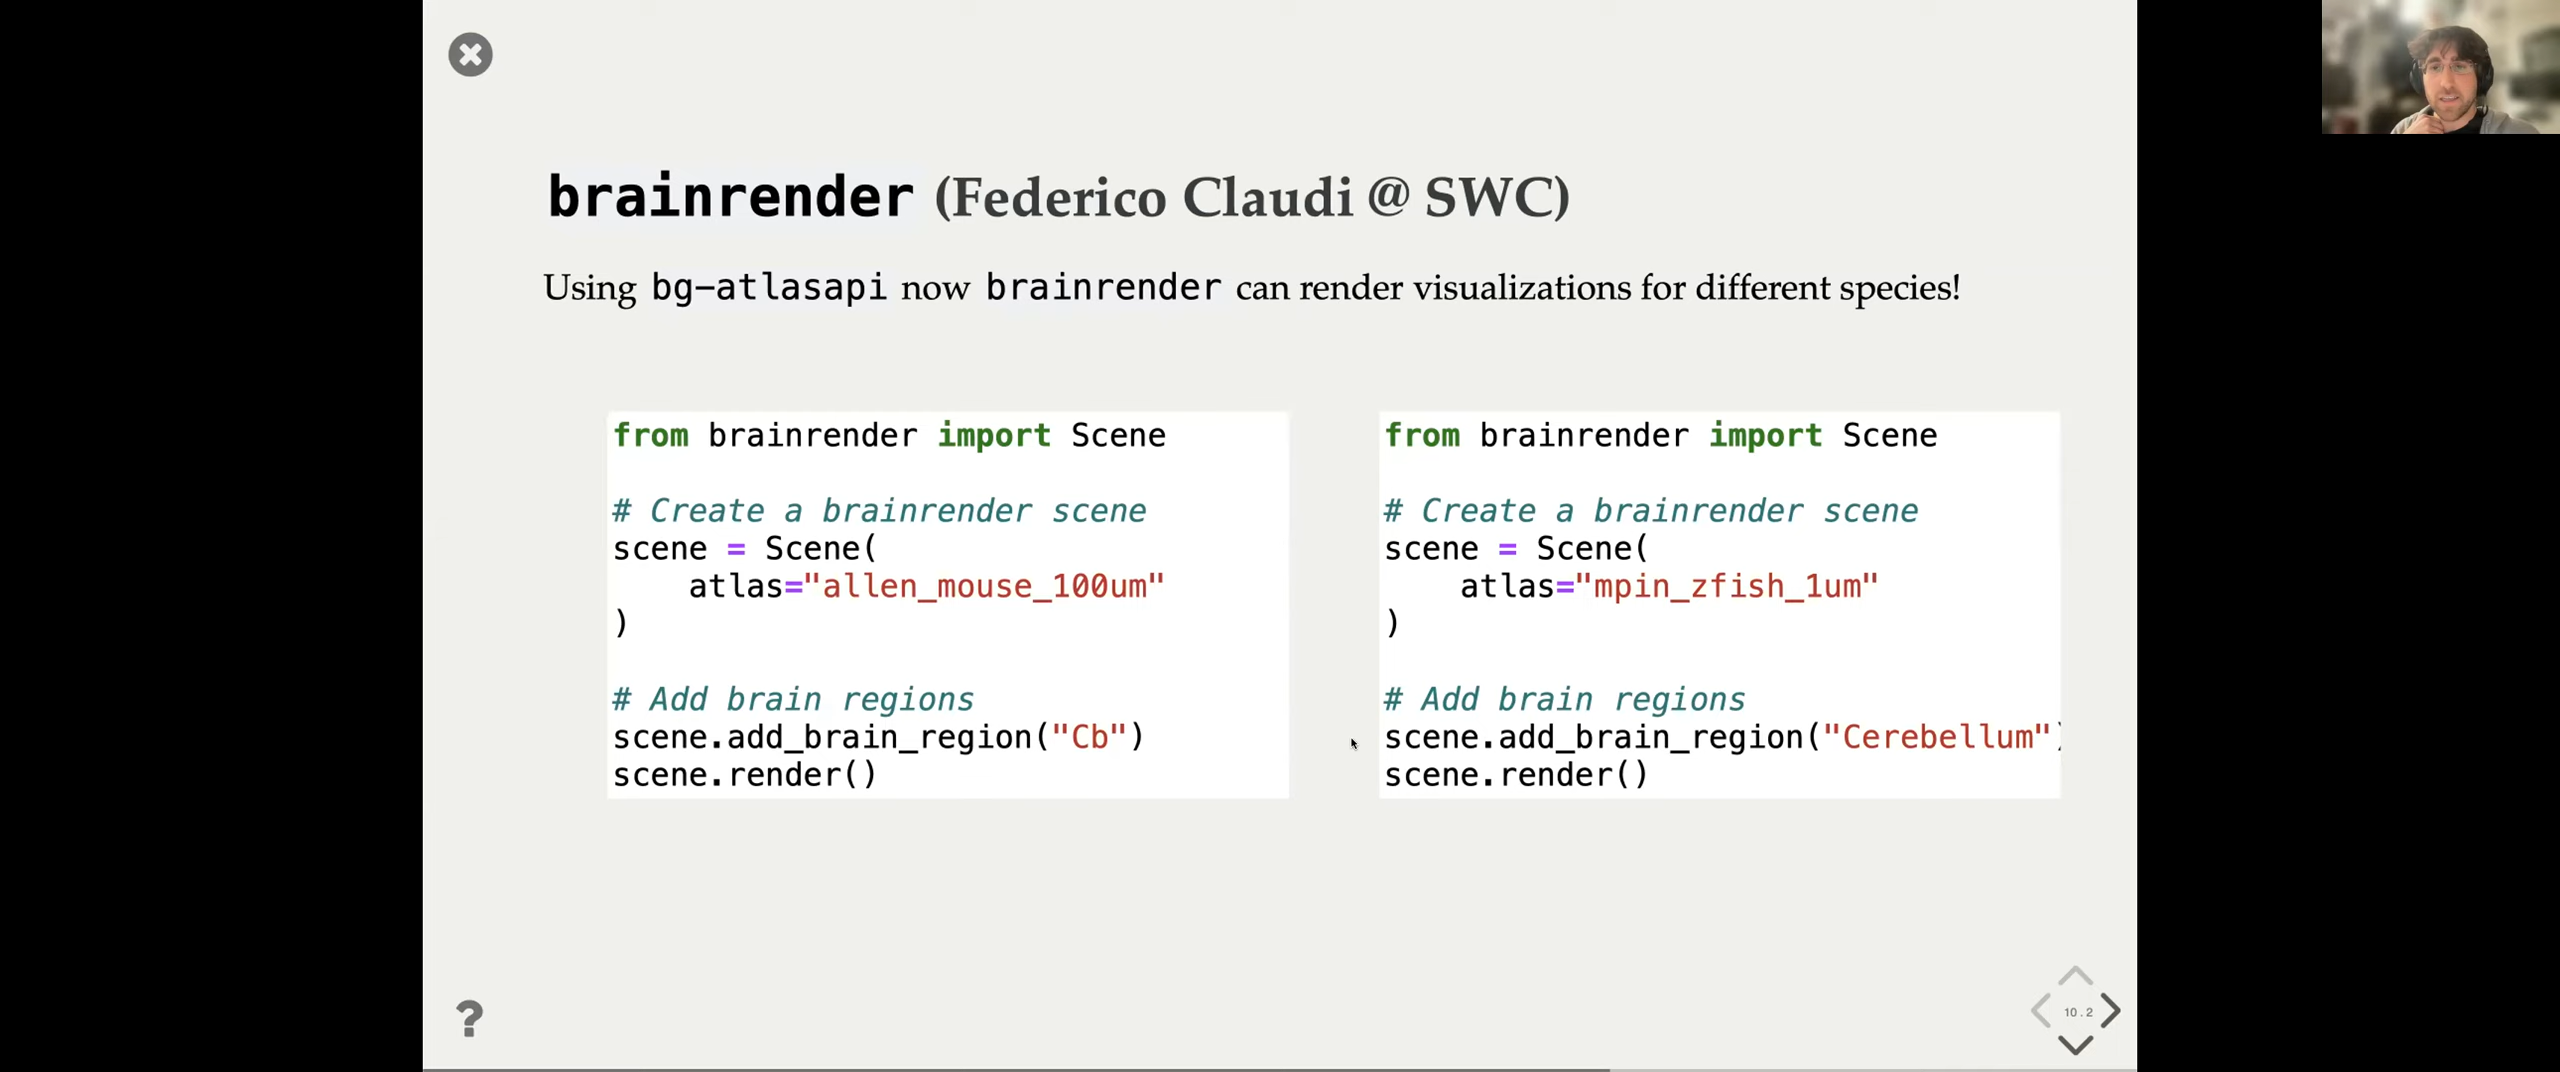 brainrender (Federico Claudi @ SWC)
Using bg-atlasapi now brainrender can render visualizations for different species!
from brainrender import Scene
# Create a brainrender scene
scene = Scene(
    atlas="allen_mouse_100um"
)
# Add brain regions
scene.add_brain_region("Cb")
scene.render()
from brainrender import Scene
# Create a brainrender scene
scene = Scene(
    atlas="mpin_zfish_1um"
)
# Add brain regions
scene.add_brain_region("Cerebellum")
scene.render()
?
10.2